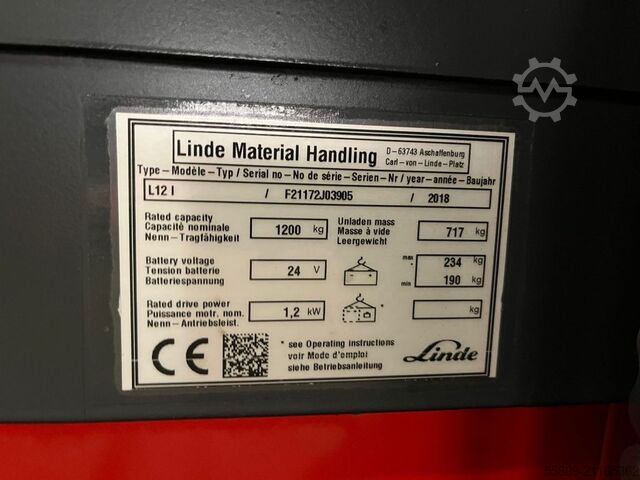 Linde Material Handling
D-63743 Aschaffenburg
Carl-von-Linde-Platz
Type-Modèle-Typ / Serial no-No de série-Serien-Nr / year-année-Baujahr
L12 I / F21172J03905 / 2018
Rated capacity
Capacité nominale
Nenn-Tragfähigkeit
1200 kg
Unladen mass
Masse à vide
Leergewicht
717 kg
Battery voltage
Tension batterie
Batteriespannung
24 V
max 234 kg
min 190 kg
Rated drive power
Puissance motr. nom.
Nenn-Antriebsleist.
1,2 kW
*
kg
CE
* see Operating instructions
voir Mode d'emploi
siehe Betriebsanleitung
Linde